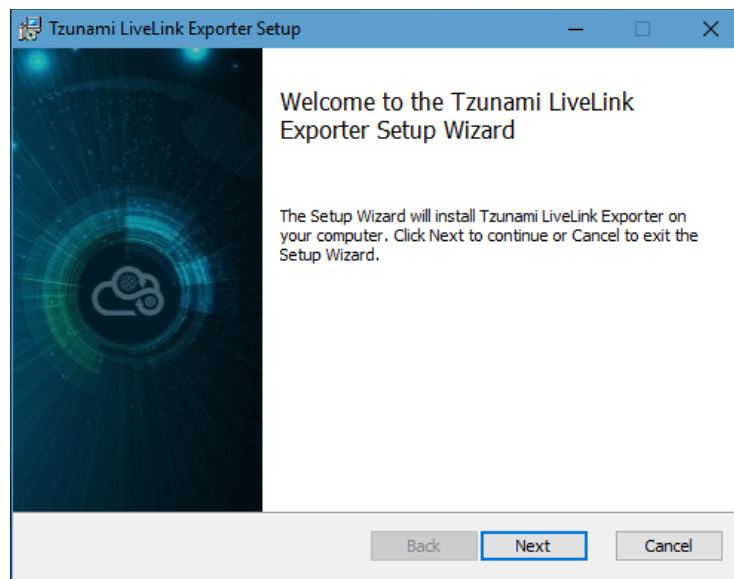 Tzunami LiveLink Exporter Setup
Welcome to the Tzunami LiveLink
Exporter Setup Wizard
The Setup Wizard will install Tzunami LiveLink Exporter on
your computer. Click Next to continue or Cancel to exit the
Setup Wizard.
Back Next Cancel